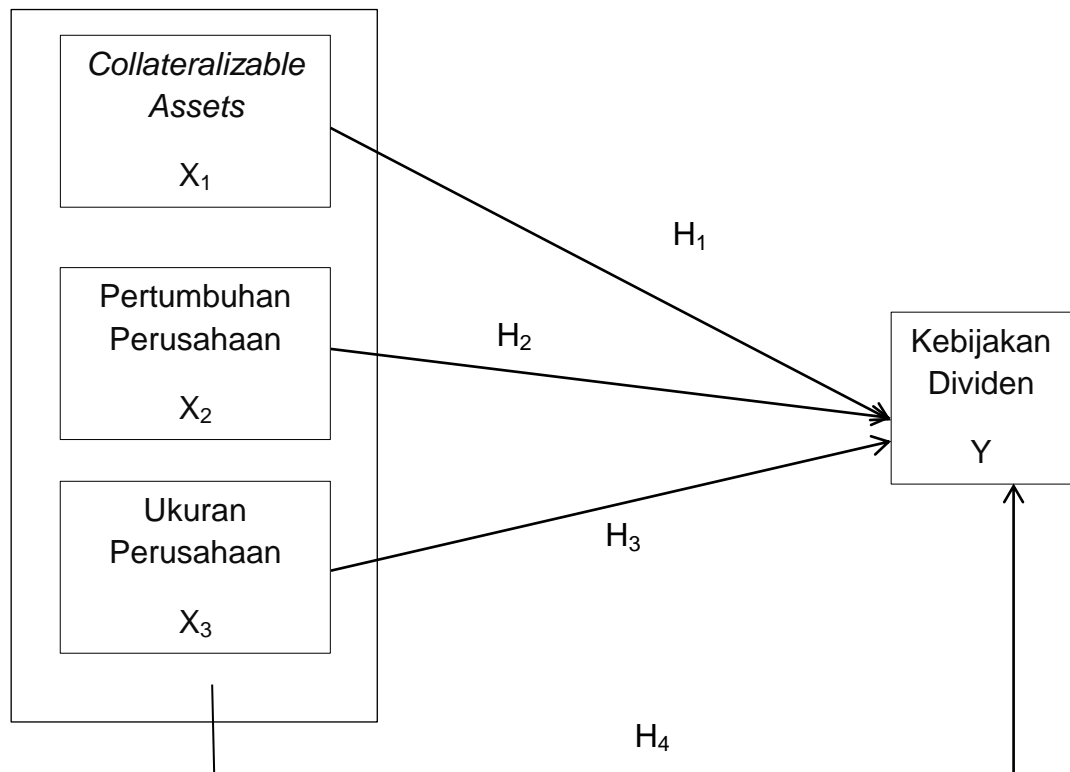 Collateralizable
Assets
X₁
H₁
Pertumbuhan
Perusahaan
X₂
H₂
Kebijakan
Dividen
Y
Ukuran
Perusahaan
X₃
H₃
H₄